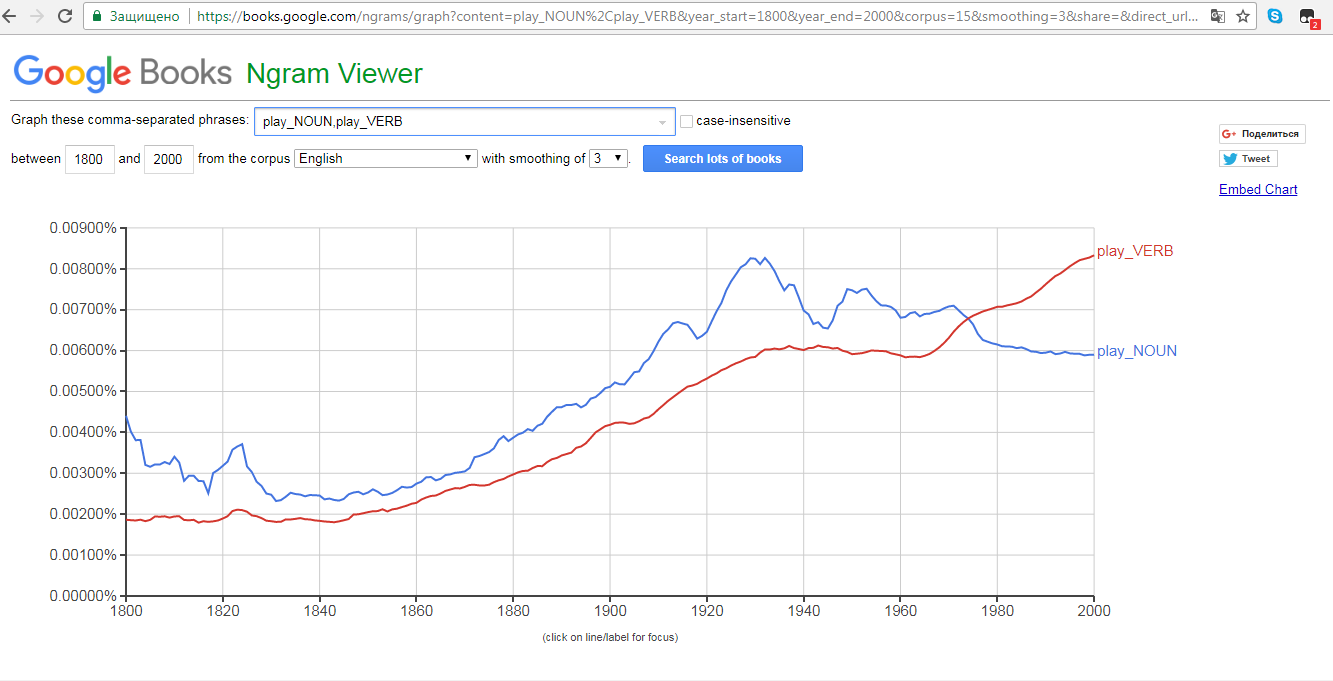 Защищено https://books.google.com/ngrams/graph?content=play_NOUN%2Cplay_VERB&year_start=1800&year_end=2000&corpus=15&smoothing=3&share=&direct_url... 2
Google Books Ngram Viewer
Graph these comma-separated phrases: play_NOUN,play_VERB case-insensitive
between 1800 and 2000 from the corpus English with smoothing of 3 . Search lots of books
G+ Поделиться
Tweet
Embed Chart
0.00900%
0.00800%
0.00700%
0.00600%
0.00500%
0.00400%
0.00300%
0.00200%
0.00100%
0.00000%
play_VERB
play_NOUN
1800 1820 1840 1860 1880 1900 1920 1940 1960 1980 2000
(click on line/label for focus)